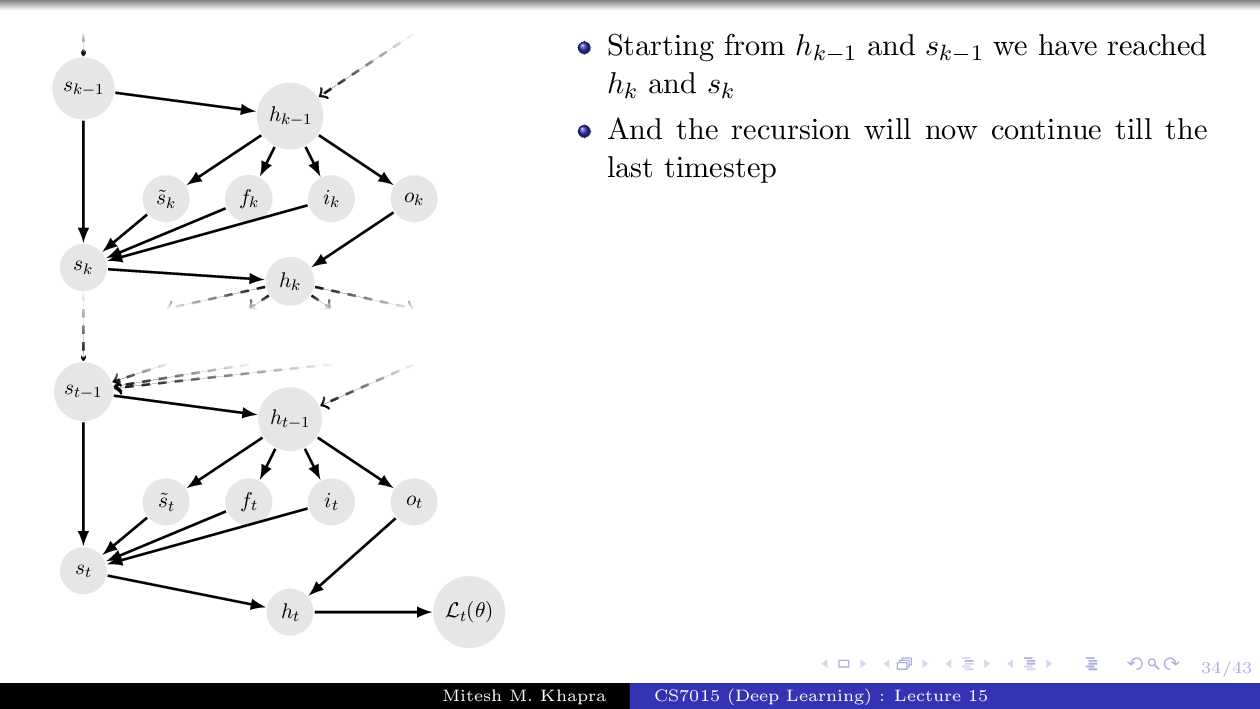 Starting from hₖ₋₁ and sₖ₋₁ we have reached
hₖ and sₖ
And the recursion will now continue till the
last timestep
sₖ₋₁
hₖ₋₁
s̃ₖ fₖ iₖ oₖ
sₖ
hₖ
sₜ₋₁
hₜ₋₁
s̃ₜ fₜ iₜ oₜ
sₜ
hₜ ℒₜ(θ)
34/43
Mitesh M. Khapra CS7015 (Deep Learning) : Lecture 15